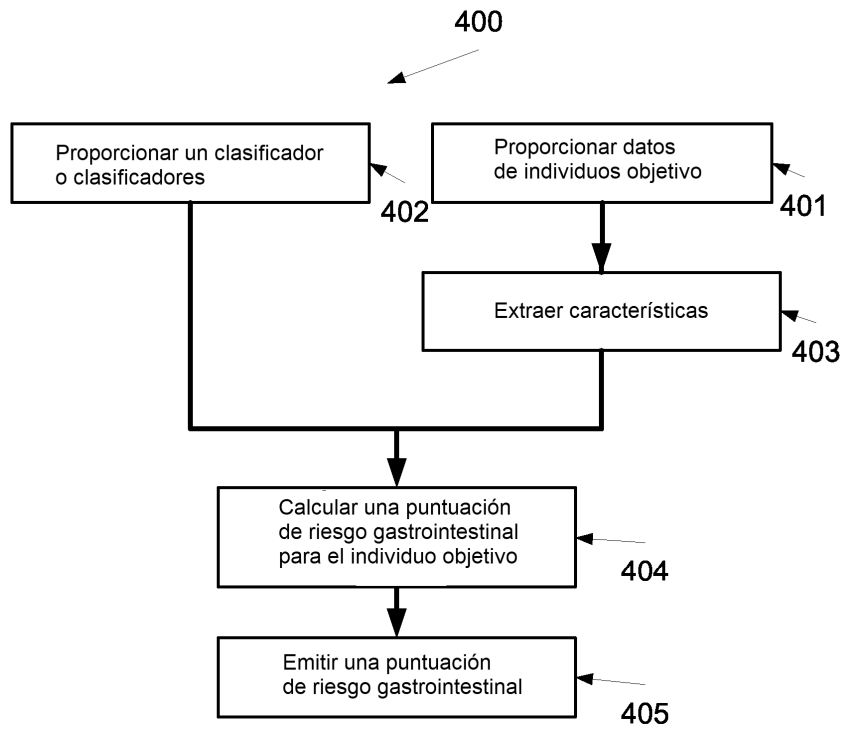 400
Proporcionar un clasificador
o clasificadores
402
Proporcionar datos
de individuos objetivo
401
Extraer características
403
Calcular una puntuación
de riesgo gastrointestinal
para el individuo objetivo
404
Emitir una puntuación
de riesgo gastrointestinal
405